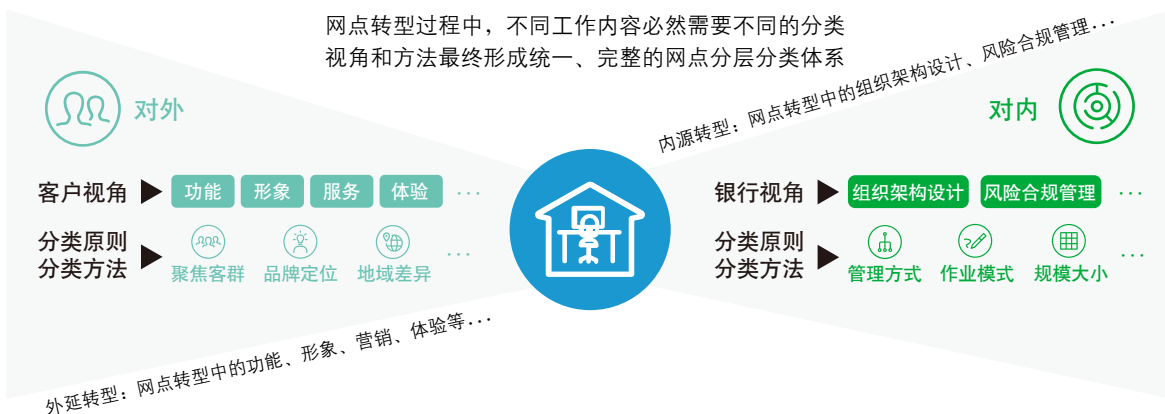 网点转型过程中，不同工作内容必然需要不同的分类
视角和方法最终形成统一、完整的网点分层分类体系
对外
客户视角
功能 形象 服务 体验 ···
分类原则
分类方法
聚焦客群 品牌定位 地域差异 ···
外延转型：网点转型中的功能、形象、营销、体验等···
内源转型：网点转型中的组织架构设计、风险合规管理···
对内
银行视角
组织架构设计 风险合规管理 ···
分类原则
分类方法
管理方式 作业模式 规模大小 ···